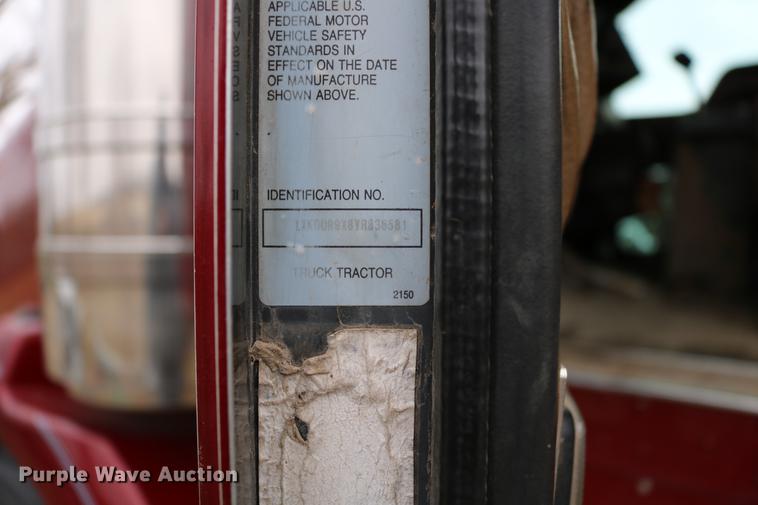 APPLICABLE U.S.
FEDERAL MOTOR
VEHICLE SAFETY
STANDARDS IN
EFFECT ON THE DATE
OF MANUFACTURE
SHOWN ABOVE.
IDENTIFICATION NO.
TRUCK TRACTOR
2150
Purple Wave Auction